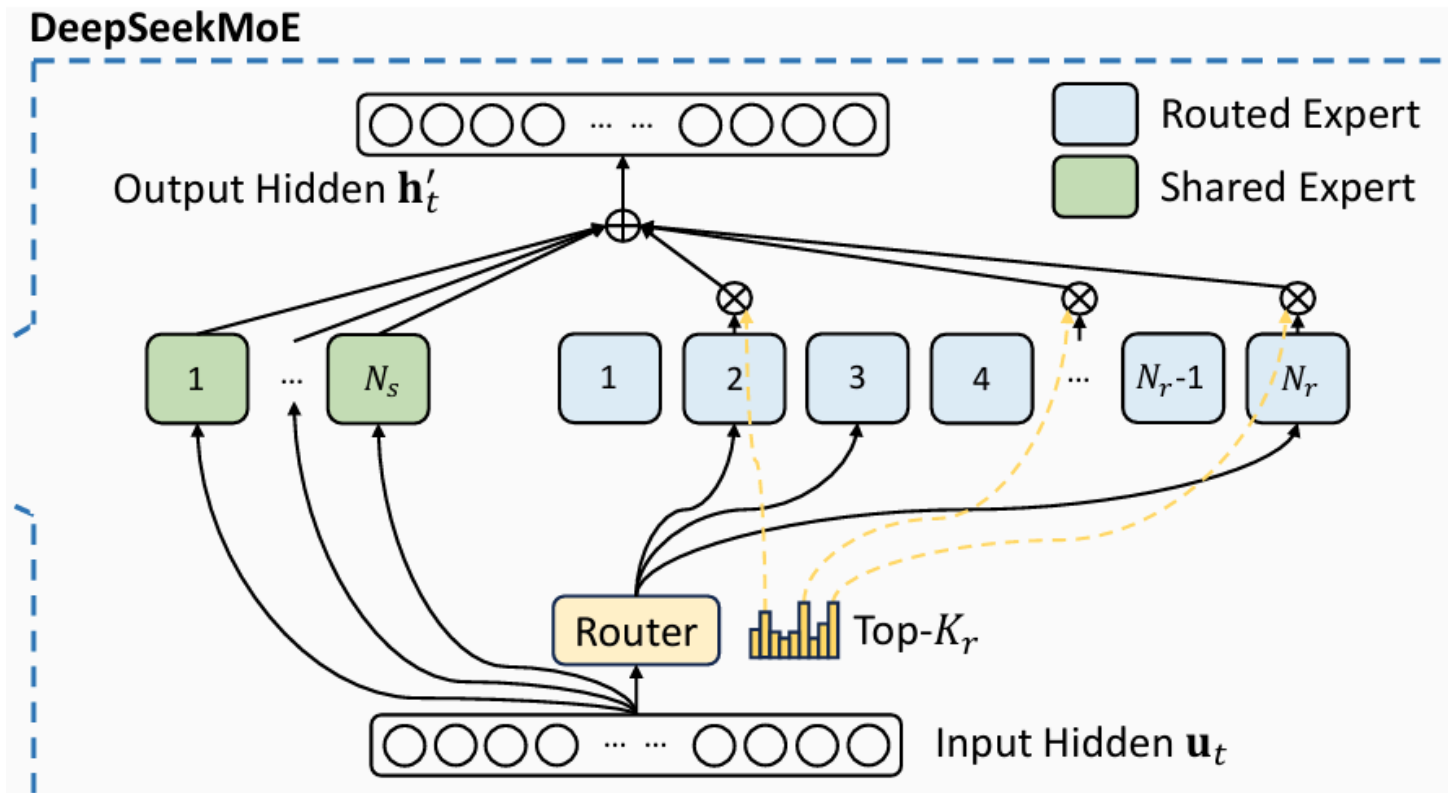 DeepSeekMoE
Routed Expert
Shared Expert
Output Hidden 𝐡′ₜ
1 ... Nₛ 1 2 3 4 ... Nᵣ-1 Nᵣ
Router
Top-Kᵣ
Input Hidden 𝐮ₜ